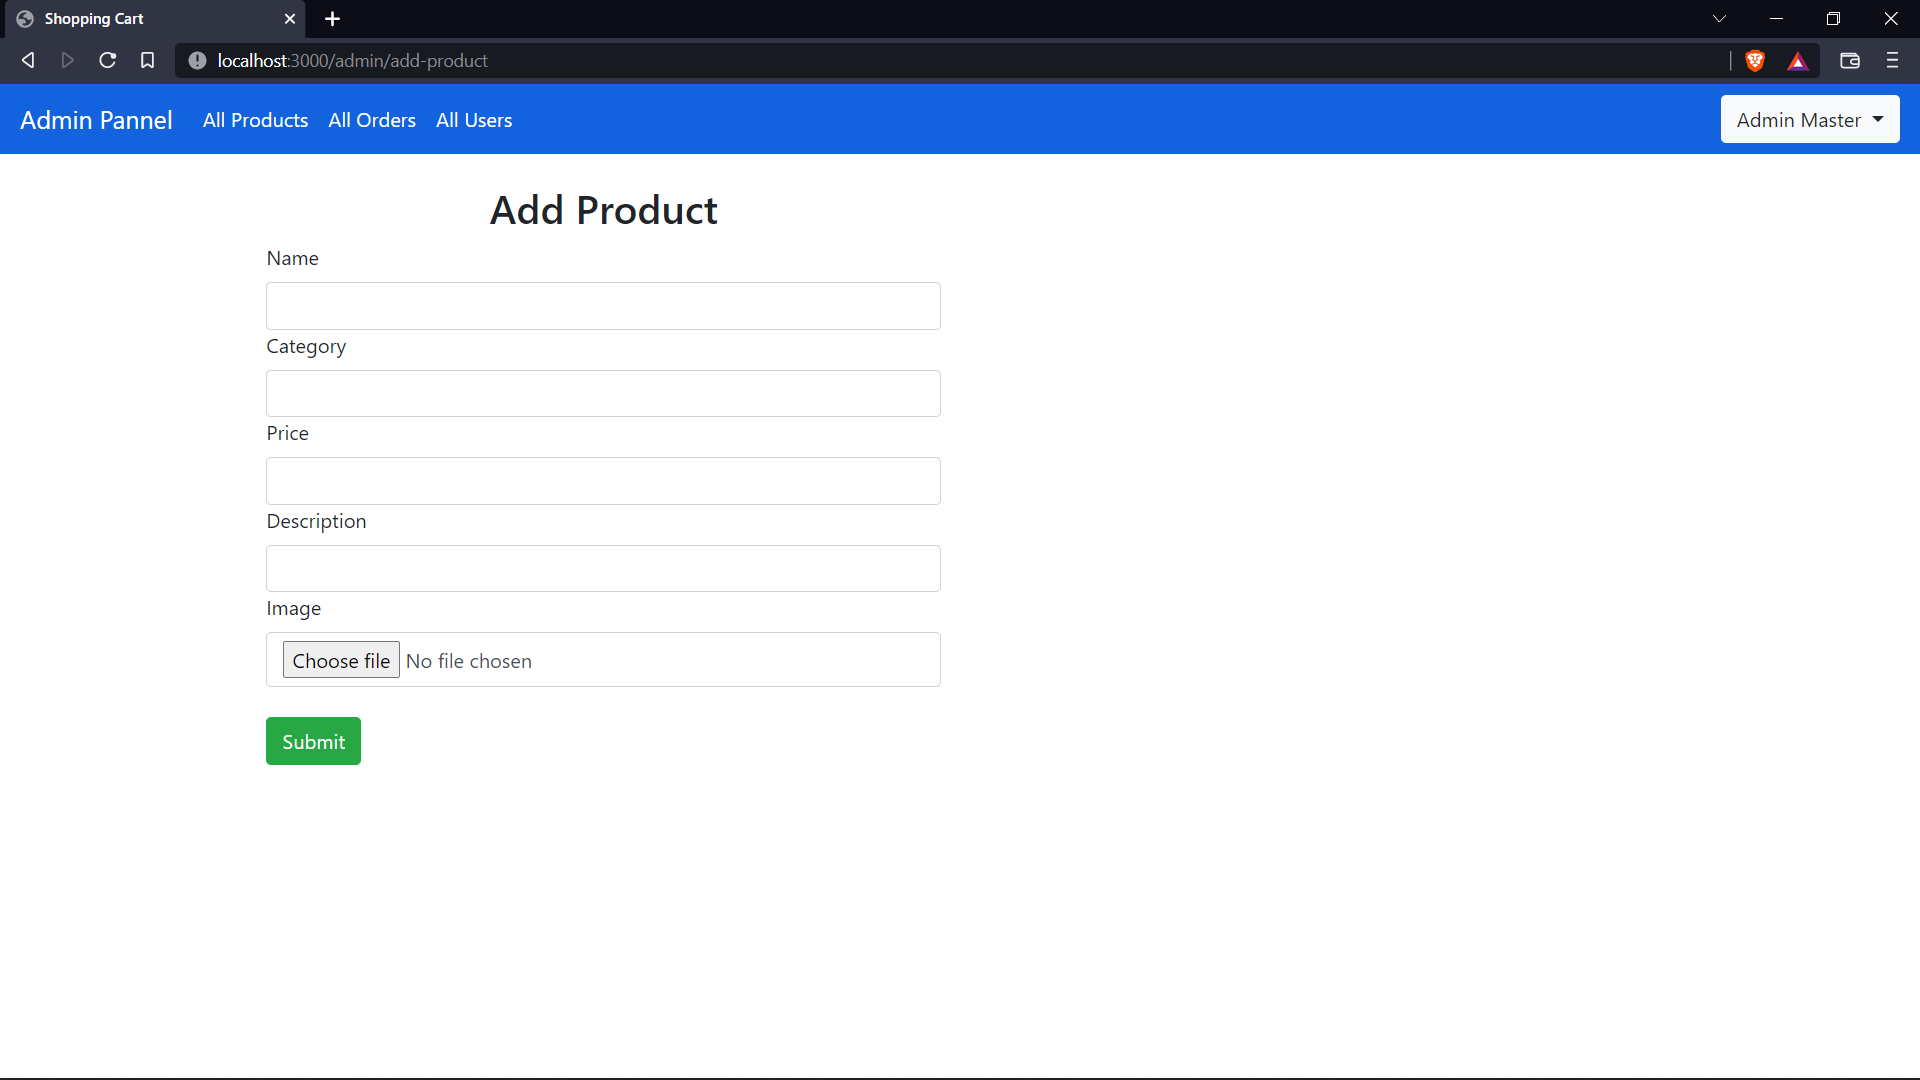 Shopping Cart
localhost:3000/admin/add-product
Admin Pannel All Products All Orders All Users Admin Master
Add Product
Name
Category
Price
Description
Image
Choose file No file chosen
Submit